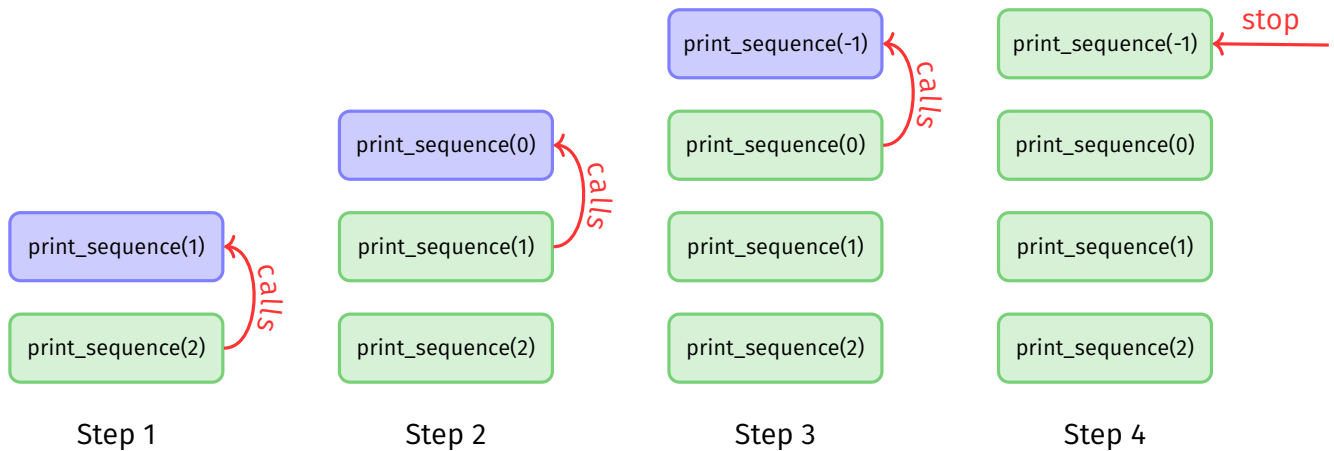 print_sequence(1)
calls
print_sequence(2)
Step 1
print_sequence(0)
calls
print_sequence(1)
print_sequence(2)
Step 2
print_sequence(-1)
calls
print_sequence(0)
print_sequence(1)
print_sequence(2)
Step 3
stop
print_sequence(-1)
print_sequence(0)
print_sequence(1)
print_sequence(2)
Step 4